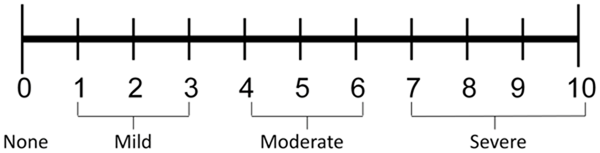 0 1 2 3 4 5 6 7 8 9 10
None Mild Moderate Severe